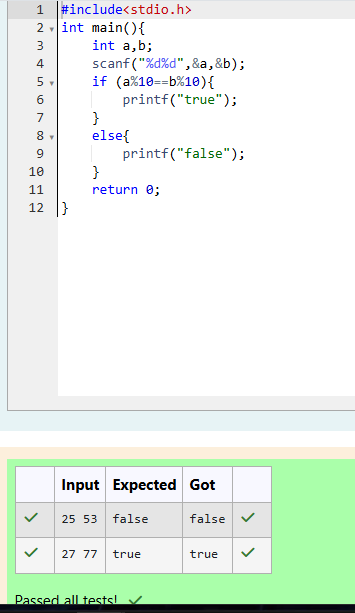 1 #include<stdio.h>
2 int main(){
3 int a,b;
4 scanf("%d%d",&a,&b);
5 if (a%10==b%10){
6 printf("true");
7 }
8 else{
9 printf("false");
10 }
11 return 0;
12 }
Input Expected Got
25 53 false false
27 77 true true
Passed all tests!